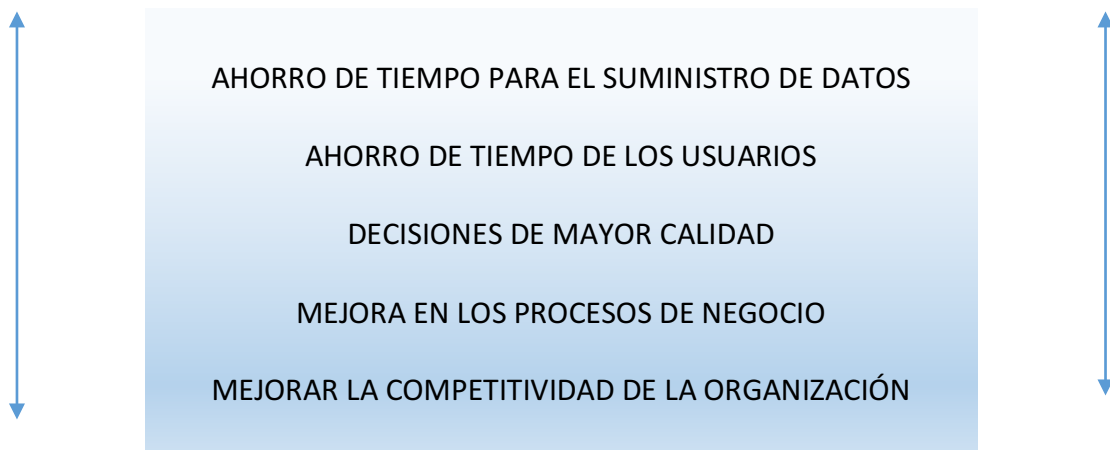 AHORRO DE TIEMPO PARA EL SUMINISTRO DE DATOS
AHORRO DE TIEMPO DE LOS USUARIOS
DECISIONES DE MAYOR CALIDAD
MEJORA EN LOS PROCESOS DE NEGOCIO
MEJORAR LA COMPETITIVIDAD DE LA ORGANIZACIÓN